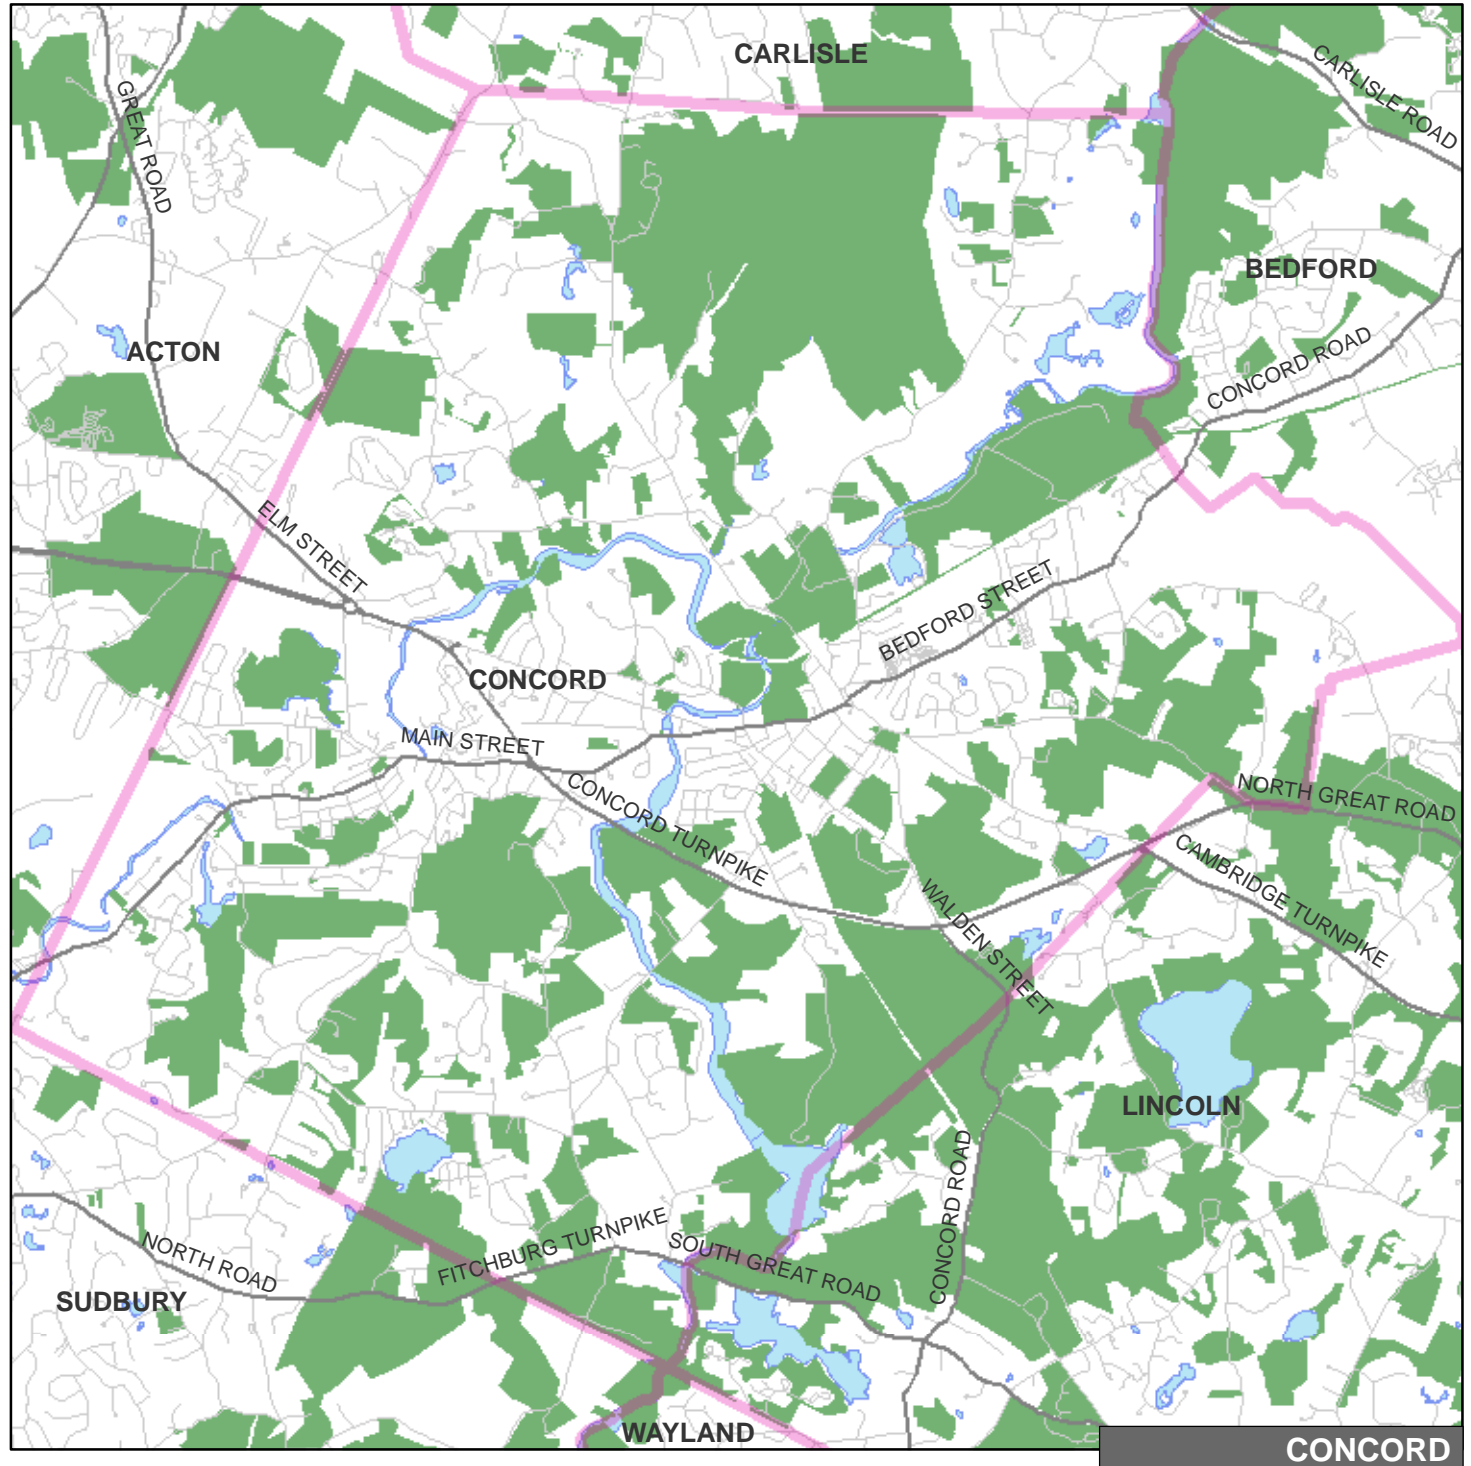 CARLISLE
CARLISLE ROAD
GREAT ROAD
BEDFORD
ACTON
CONCORD ROAD
ELM STREET
BEDFORD STREET
CONCORD
MAIN STREET
CONCORD TURNPIKE
NORTH GREAT ROAD
CAMBRIDGE TURNPIKE
WALDEN STREET
LINCOLN
CONCORD ROAD
FITCHBURG TURNPIKE
SOUTH GREAT ROAD
NORTH ROAD
SUDBURY
WAYLAND
CONCORD